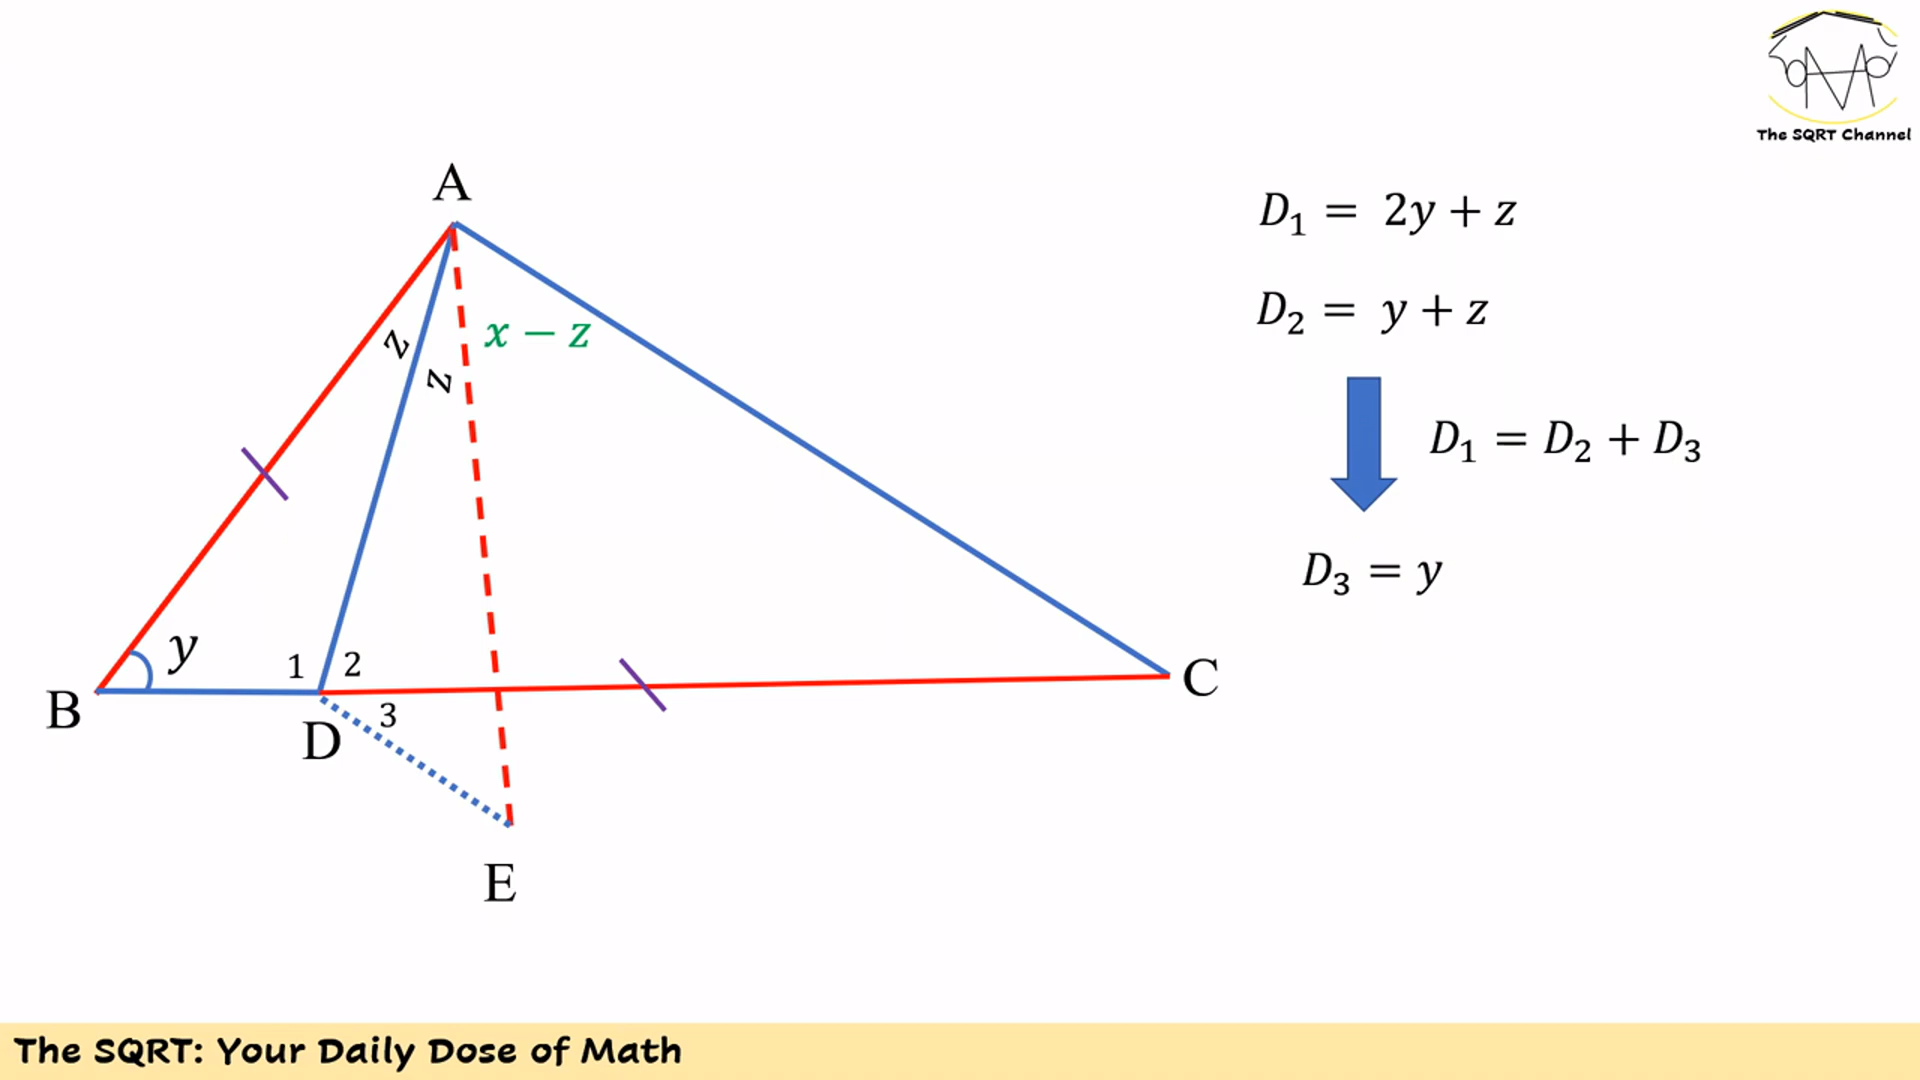 The SQRT Channel
A
D₁ = 2y + z
D₂ = y + z
x − z
z
z
D₁ = D₂ + D₃
D₃ = y
y
1
2
B
C
3
D
E
The SQRT: Your Daily Dose of Math